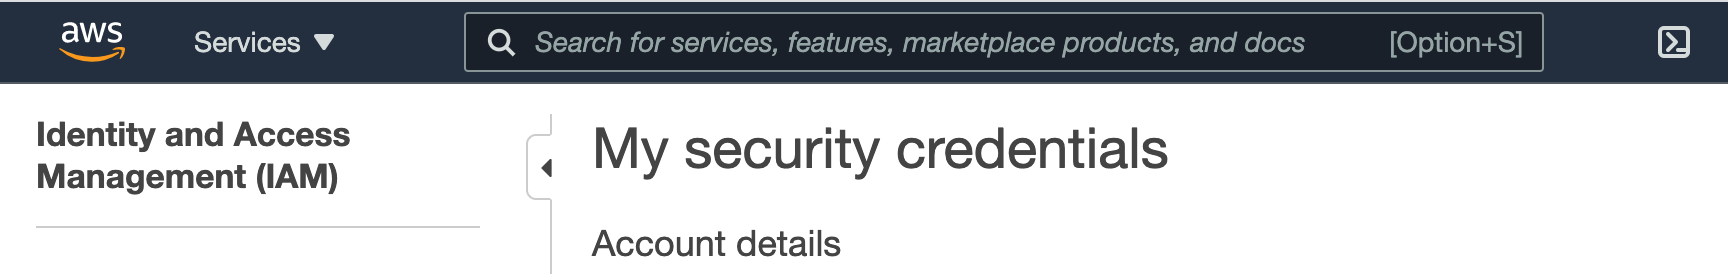 aws
Services
Search for services, features, marketplace products, and docs [Option+S]
Identity and Access
Management (IAM)
My security credentials
Account details